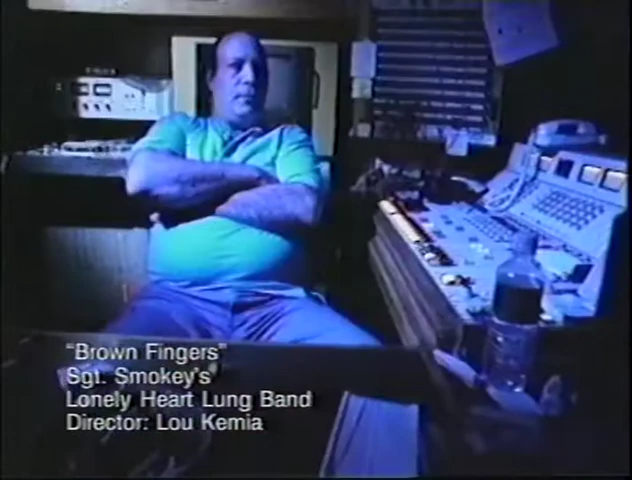 "Brown Fingers"
Sgt. Smokey's
Lonely Heart Lung Band
Director: Lou Kemia